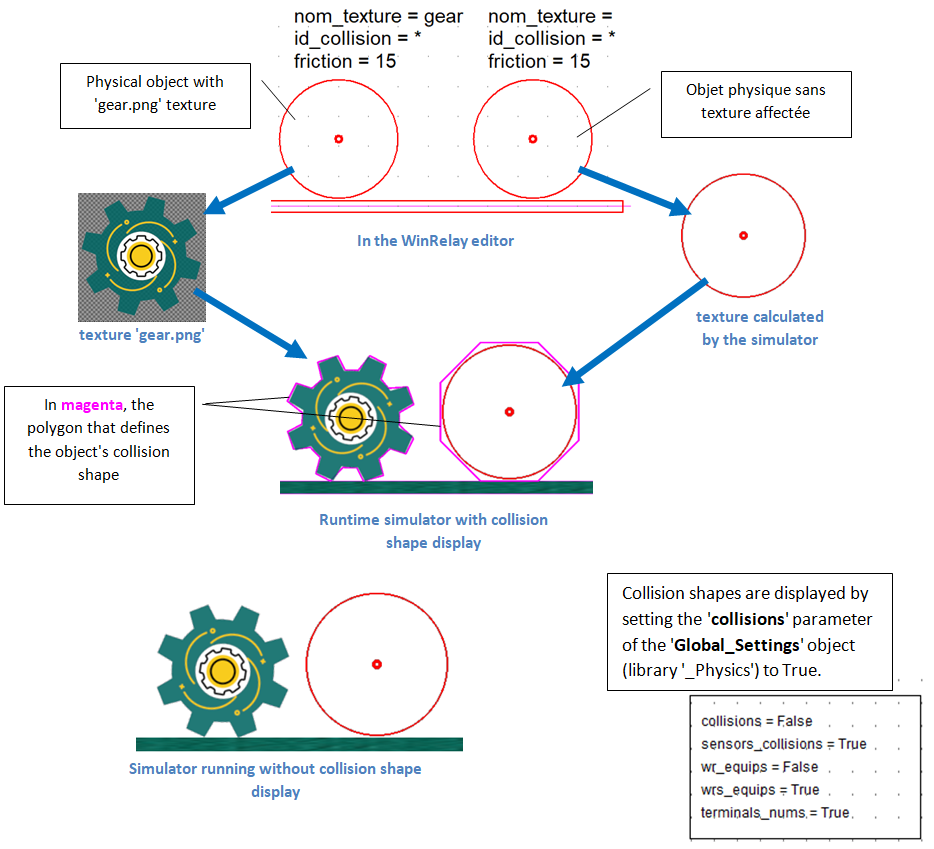 nom_texture = gear
id_collision = *
friction = 15
nom_texture =
id_collision = *
friction = 15
Physical object with
'gear.png' texture
Objet physique sans
texture affectée
In the WinRelay editor
texture 'gear.png'
texture calculated
by the simulator
In magenta, the
polygon that defines
the object's collision
shape
Runtime simulator with collision
shape display
Collision shapes are displayed by
setting the 'collisions' parameter
of the 'Global_Settings' object
(library '_Physics') to True.
collisions = False
sensors_collisions = True
wr_equips = False
wrs_equips = True
terminals_nums = True
Simulator running without collision shape
display